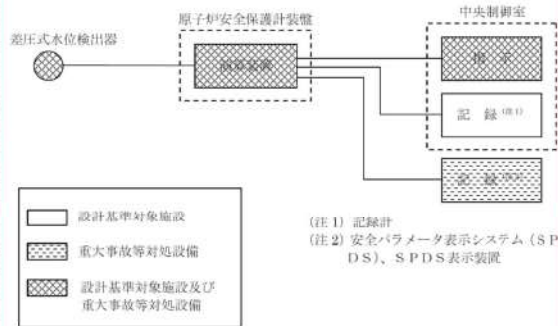 原子炉安全保護計装盤
中央制御室
差圧式水位検出器
演算装置
指 示
記 録 (注1)
記 録 (注2)
設計基準対象施設
重大事故等対処設備
設計基準対象施設及び
重大事故等対処設備
(注1) 記録計
(注2) 安全パラメータ表示システム（SP
DS）、SPDS表示装置